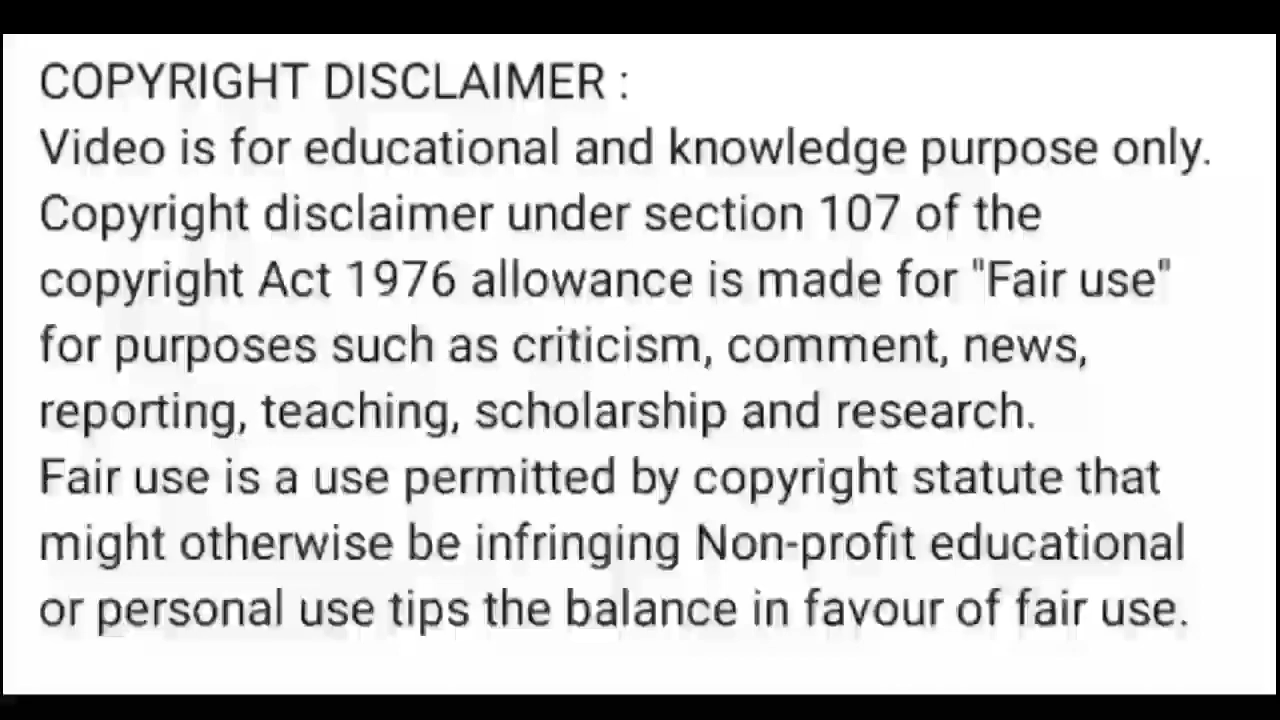 COPYRIGHT DISCLAIMER :
Video is for educational and knowledge purpose only.
Copyright disclaimer under section 107 of the
copyright Act 1976 allowance is made for "Fair use"
for purposes such as criticism, comment, news,
reporting, teaching, scholarship and research.
Fair use is a use permitted by copyright statute that
might otherwise be infringing Non-profit educational
or personal use tips the balance in favour of fair use.